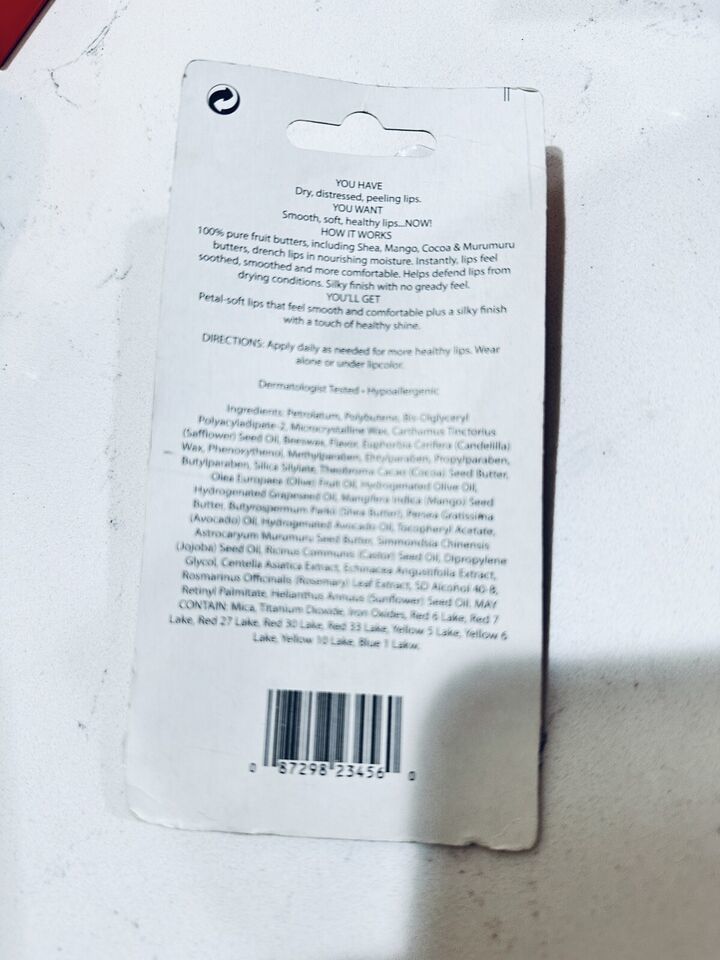 YOU HAVE
Dry, distressed, peeling lips.
YOU WANT
Smooth, soft, healthy lips...NOW!
HOW IT WORKS
100% pure fruit butters, including Shea, Mango, Cocoa & Murumuru
butters, drench lips in nourishing moisture. Instantly, lips feel
soothed, smoothed and more comfortable. Helps defend lips from
drying conditions. Silky finish with no gready feel.
YOU'LL GET
Petal-soft lips that feel smooth and comfortable plus a silky finish
with a touch of healthy shine.
DIRECTIONS: Apply daily as needed for more healthy lips. Wear
alone or under lipcolor.
Dermatologist Tested • Hypoallergenic
Ingredients: Petrolatum, Polybutene, Bis-Diglyceryl
Polyacyladipate-2, Microcrystalline Wax, Carthamus Tinctorius
(Safflower) Seed Oil, Beeswax, Flavor, Euphorbia Cerifera (Candelilla)
Wax, Phenoxythenol, Methylparaben, Ethylparaben, Propylparaben,
Butylparaben, Silica Silylate, Theobroma Cacao (Cocoa) Seed Butter,
Olea Europaea (Olive) Fruit Oil, Hydrogenated Olive Oil,
Hydrogenated Grapeseed Oil, Mangifera Indica (Mango) Seed
Butter, Butyrospermum Parkii (Shea Butter), Persea Gratissima
(Avocado) Oil, Hydrogenated Avocado Oil, Tocopheryl Acetate,
Astrocaryum Murumuru Seed Butter, Simmondsia Chinensis
(Jojoba) Seed Oil, Ricinus Communis (Castor) Seed Oil, Dipropylene
Glycol, Centella Asiatica Extract, Echinacea Angustifolia Extract,
Rosmarinus Officinalis (Rosemary) Leaf Extract, SD Alcohol 40-B,
Retinyl Palmitate, Helianthus Annuus (Sunflower) Seed Oil, MAY
CONTAIN: Mica, Titanium Dioxide, Iron Oxides, Red 6 Lake, Red 7
Lake, Red 27 Lake, Red 30 Lake, Red 33 Lake, Yellow 5 Lake, Yellow 6
Lake, Yellow 10 Lake, Blue 1 Lakw.
0 87298 23456 0